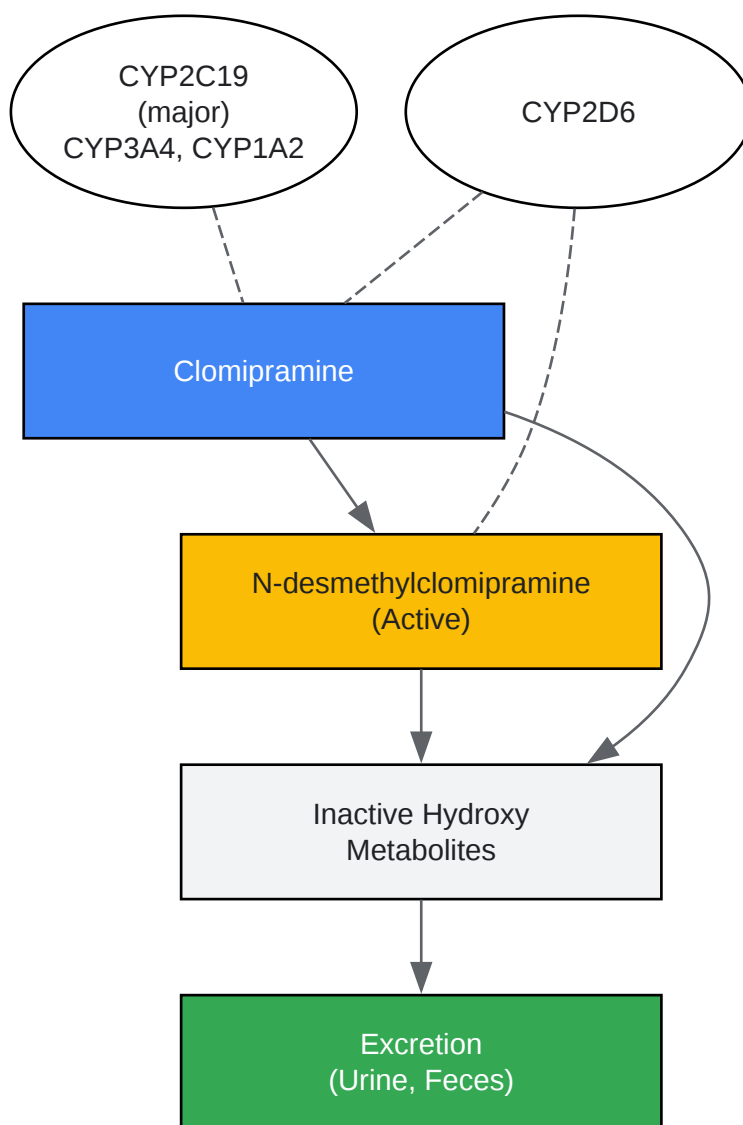 CYP2C19
(major)
CYP3A4, CYP1A2
CYP2D6
Clomipramine
N-desmethylclomipramine
(Active)
Inactive Hydroxy
Metabolites
Excretion
(Urine, Feces)